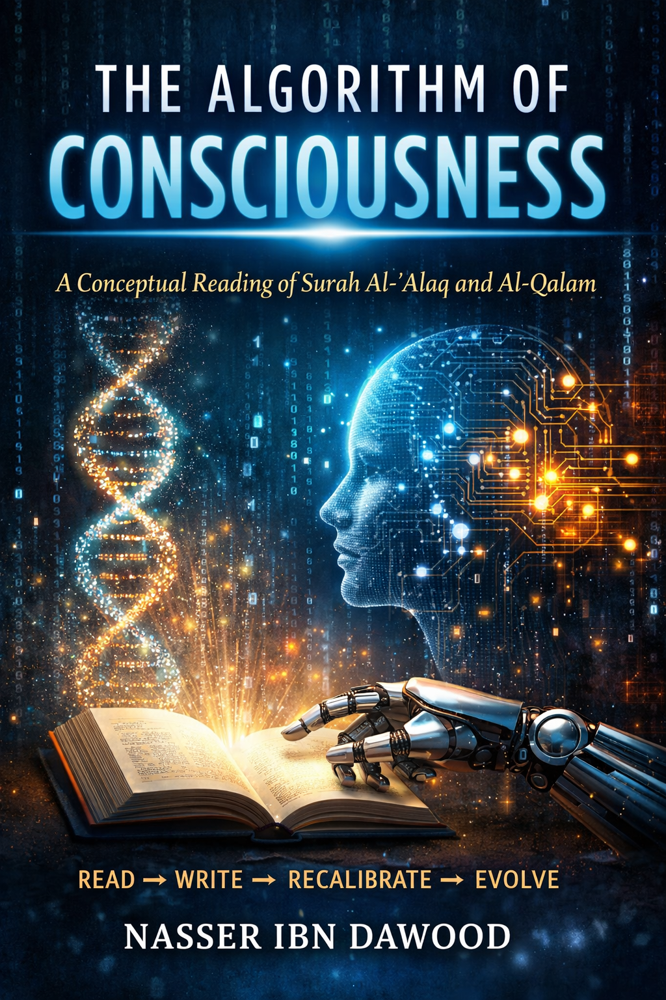 THE ALGORITHM OF
CONSCIOUSNESS
A Conceptual Reading of Surah Al-’Alaq and Al-Qalam
READ → WRITE → RECALIBRATE → EVOLVE
NASSER IBN DAWOOD